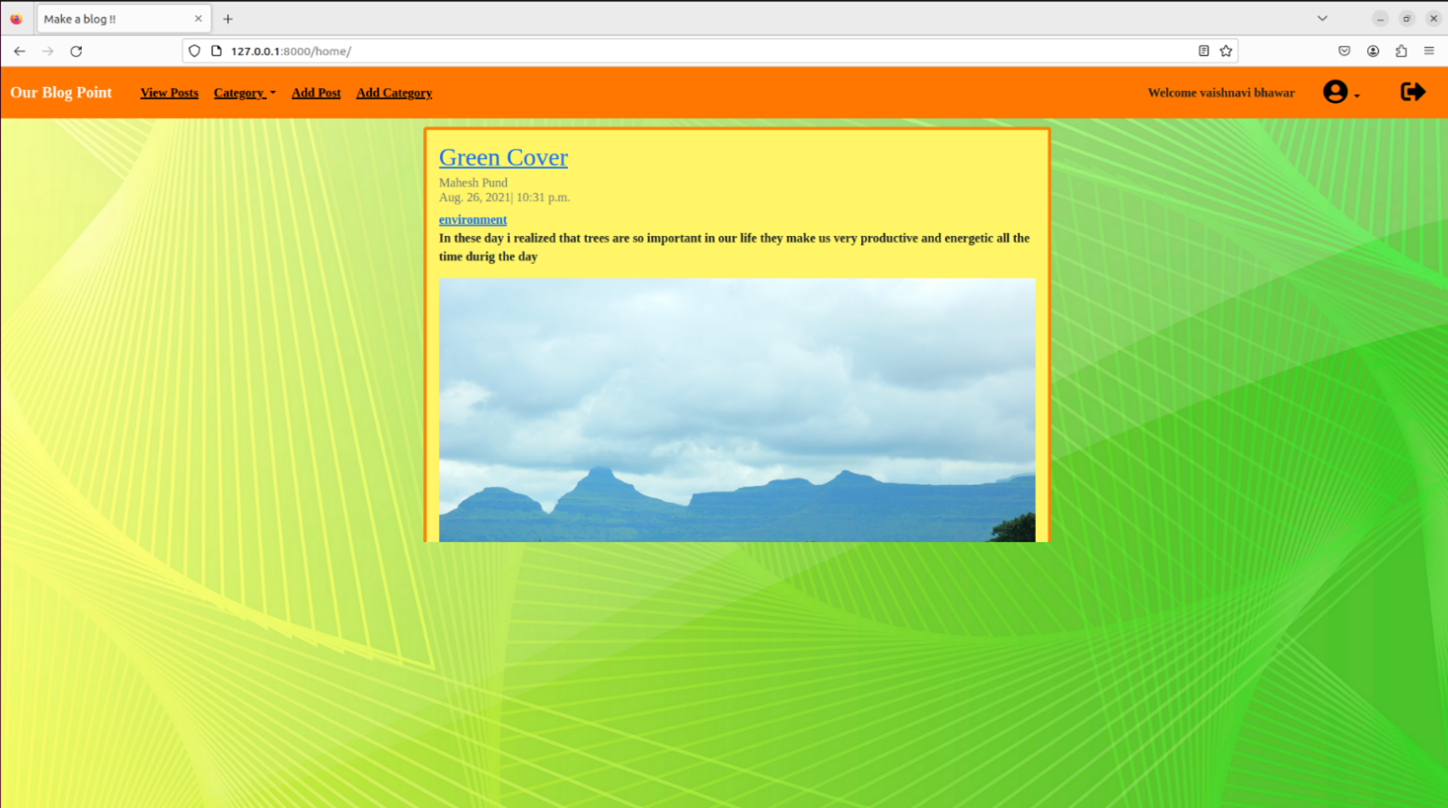 Make a blog !!
127.0.0.1:8000/home/
Our Blog Point View Posts Category Add Post Add Category Welcome vaishnavi bhawar
Green Cover
Mahesh Pund
Aug. 26, 2021| 10:31 p.m.
environment
In these day i realized that trees are so important in our life they make us very productive and energetic all the
time durig the day